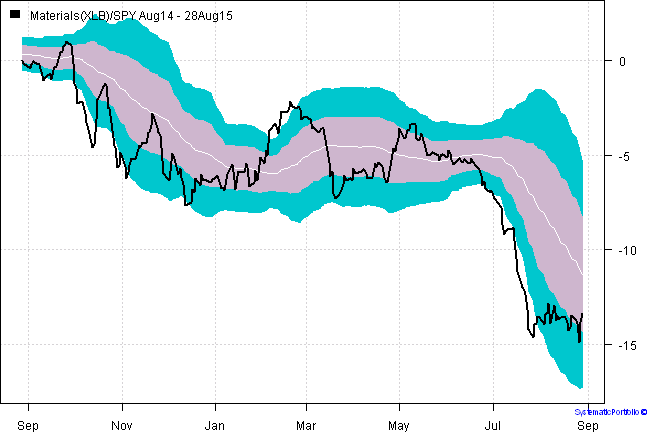 Materials(XLB)/SPY Aug14 - 28Aug15
0
-5
-10
-15
SystematicPortfolio ©
Sep Nov Jan Mar May Jul Sep